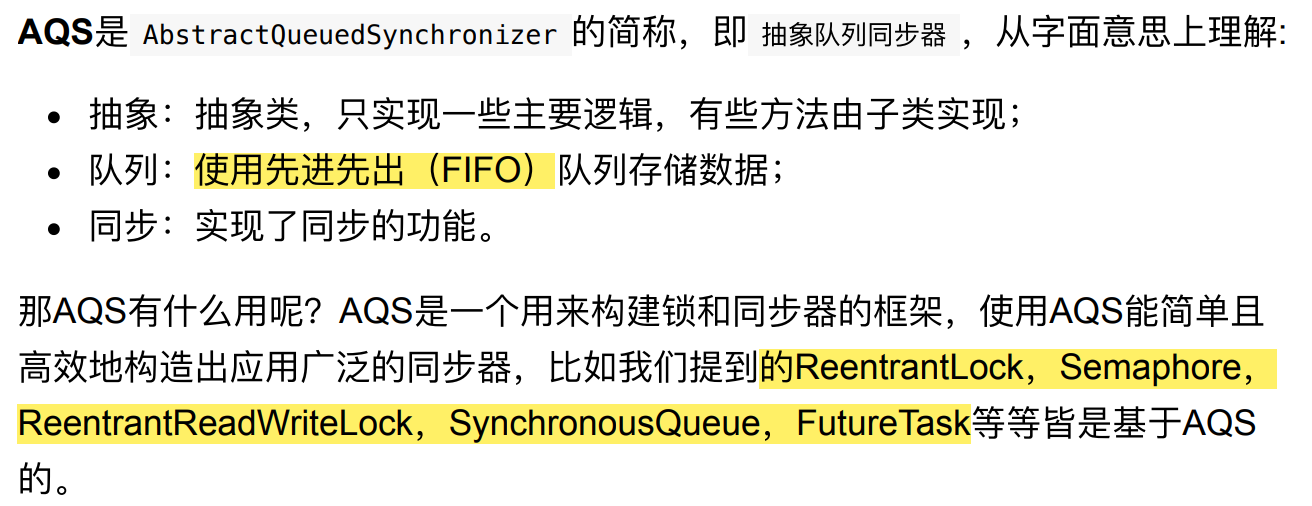 AQS是 AbstractQueuedSynchronizer 的简称，即 抽象队列同步器 ，从字面意思上理解:
• 抽象：抽象类，只实现一些主要逻辑，有些方法由子类实现；
• 队列：使用先进先出（FIFO）队列存储数据；
• 同步：实现了同步的功能。
那AQS有什么用呢？AQS是一个用来构建锁和同步器的框架，使用AQS能简单且
高效地构造出应用广泛的同步器，比如我们提到的ReentrantLock，Semaphore，
ReentrantReadWriteLock，SynchronousQueue，FutureTask等等皆是基于AQS
的。